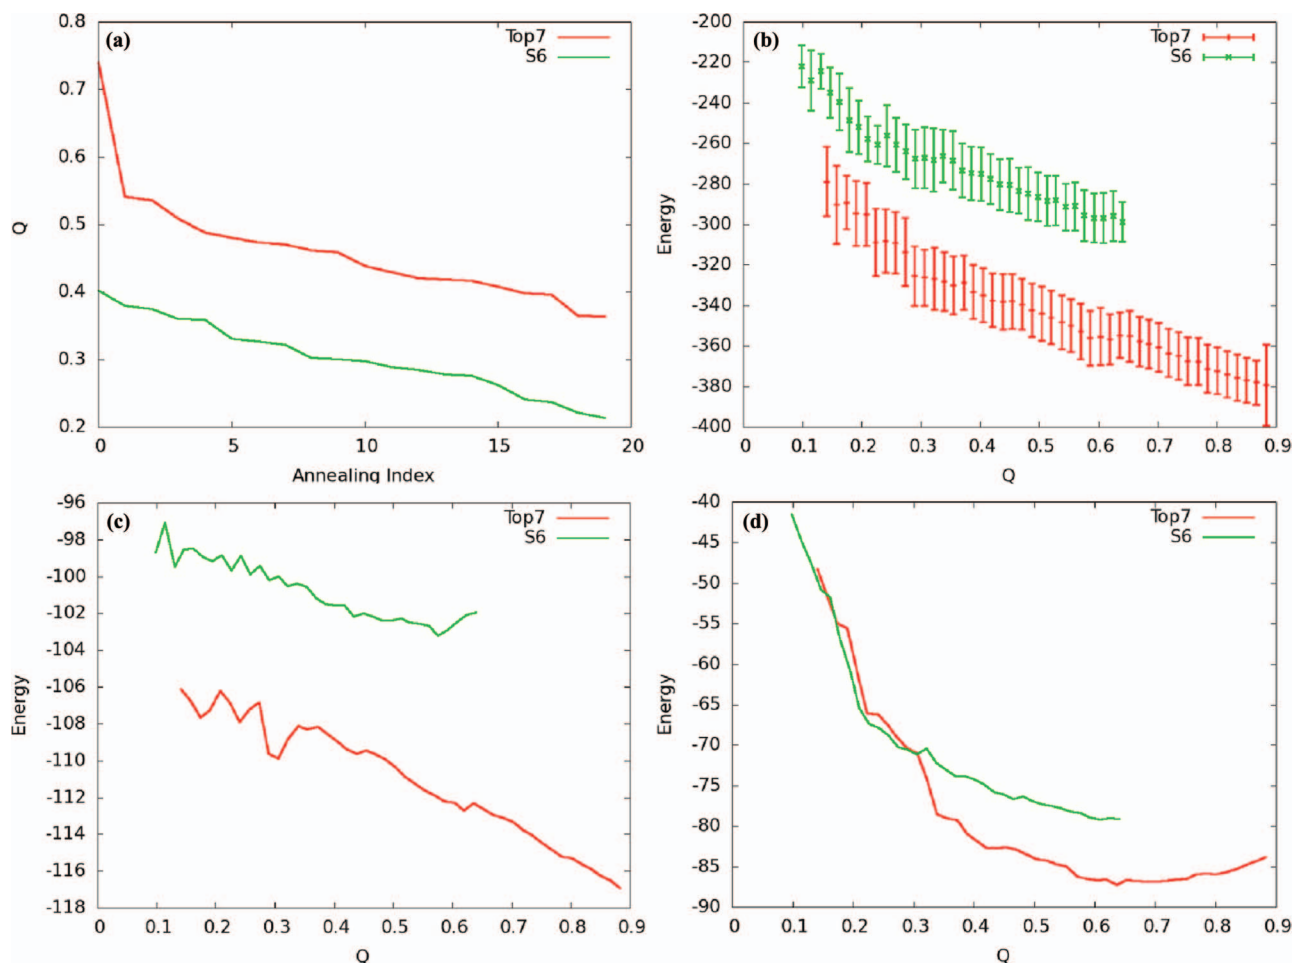 (a)
Top7
S6
0.8
0.7
0.6
0.5
0.4
0.3
0.2
Q
0 5 10 15 20
Annealing Index
(b)
Top7
S6
-200
-220
-240
-260
-280
-300
-320
-340
-360
-380
-400
Energy
0 0.1 0.2 0.3 0.4 0.5 0.6 0.7 0.8 0.9
Q
(c)
Top7
S6
-96
-98
-100
-102
-104
-106
-108
-110
-112
-114
-116
-118
Energy
0 0.1 0.2 0.3 0.4 0.5 0.6 0.7 0.8 0.9
Q
(d)
Top7
S6
-40
-45
-50
-55
-60
-65
-70
-75
-80
-85
-90
Energy
0 0.1 0.2 0.3 0.4 0.5 0.6 0.7 0.8 0.9
Q